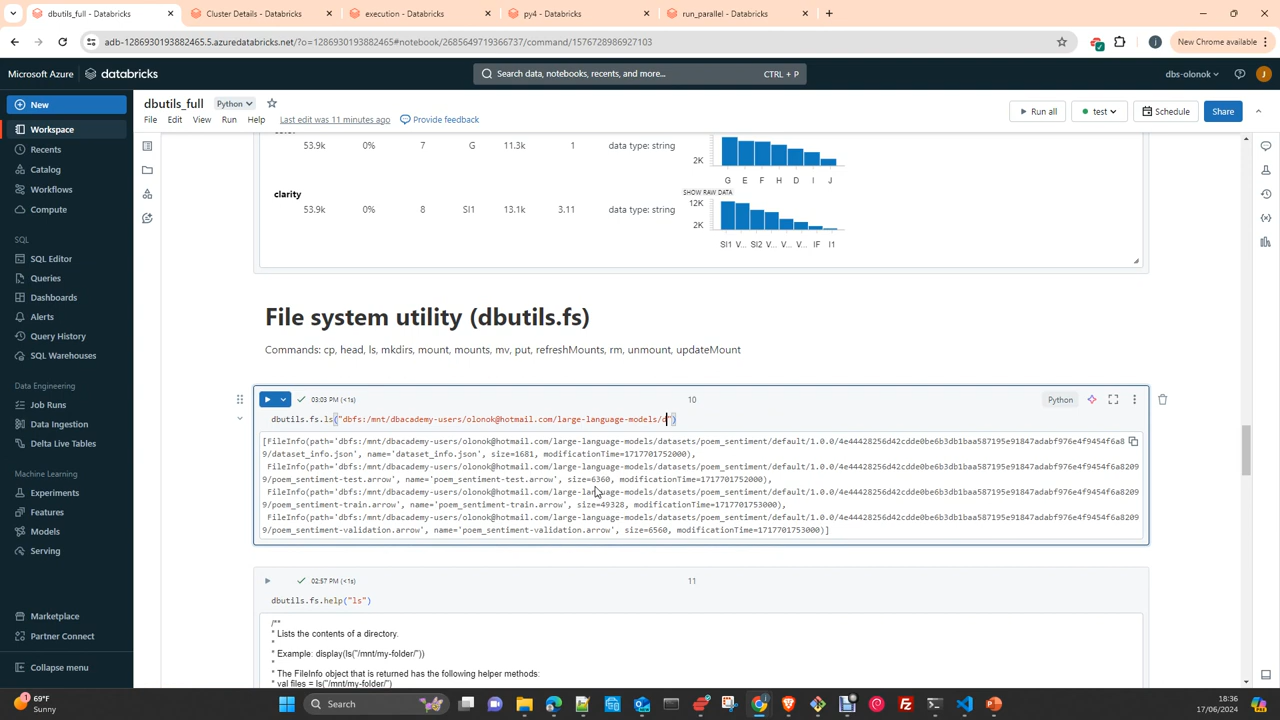 dbutils_full - Databricks
Cluster Details - Databricks
execution - Databricks
py4 - Databricks
run_parallel - Databricks
adb-1286930193882465.5.azuredatabricks.net/?o=1286930193882465#notebook/2685649719366737/command/1576728986927103
New Chrome available
Microsoft Azure
databricks
Search data, notebooks, recents, and more...
CTRL + P
dbs-olonok
J
New
Workspace
Recents
Catalog
Workflows
Compute
SQL
SQL Editor
Queries
Dashboards
Alerts
Query History
SQL Warehouses
Data Engineering
Job Runs
Data Ingestion
Delta Live Tables
Machine Learning
Experiments
Features
Models
Serving
Marketplace
Partner Connect
Collapse menu
dbutils_full
Python
File Edit View Run Help
Last edit was 11 minutes ago
Provide feedback
Run all
test
Schedule
Share
53.9k 0% 7 G 11.3k 1 data type: string
2K
G E F H D I J
clarity
SHOW RAW DATA
53.9k 0% 8 SI1 13.1k 3.11 data type: string
12K
2K
SI1 V... SI2 V... V... V... IF I1
File system utility (dbutils.fs)
Commands: cp, head, ls, mkdirs, mount, mounts, mv, put, refreshMounts, rm, unmount, updateMount
03:03 PM (<1s)
10
Python
dbutils.fs.ls("dbfs:/mnt/dbacademy-users/olonok@hotmail.com/large-language-models/d")
[FileInfo(path='dbfs:/mnt/dbacademy-users/olonok@hotmail.com/large-language-models/datasets/poem_sentiment/default/1.0.0/4e44428256d42cdde0be6b3db1baa587195e91847adabf976e4f9454f6a8
9/dataset_info.json', name='dataset_info.json', size=1681, modificationTime=1717701752000),
FileInfo(path='dbfs:/mnt/dbacademy-users/olonok@hotmail.com/large-language-models/datasets/poem_sentiment/default/1.0.0/4e44428256d42cdde0be6b3db1baa587195e91847adabf976e4f9454f6a8209
9/poem_sentiment-test.arrow', name='poem_sentiment-test.arrow', size=6360, modificationTime=1717701752000),
FileInfo(path='dbfs:/mnt/dbacademy-users/olonok@hotmail.com/large-language-models/datasets/poem_sentiment/default/1.0.0/4e44428256d42cdde0be6b3db1baa587195e91847adabf976e4f9454f6a8209
9/poem_sentiment-train.arrow', name='poem_sentiment-train.arrow', size=49328, modificationTime=1717701753000),
FileInfo(path='dbfs:/mnt/dbacademy-users/olonok@hotmail.com/large-language-models/datasets/poem_sentiment/default/1.0.0/4e44428256d42cdde0be6b3db1baa587195e91847adabf976e4f9454f6a8209
9/poem_sentiment-validation.arrow', name='poem_sentiment-validation.arrow', size=6560, modificationTime=1717701753000)]
02:57 PM (<1s)
11
dbutils.fs.help("ls")
/**
* Lists the contents of a directory.
*
* Example: display(ls("/mnt/my-folder/"))
*
* The FileInfo object that is returned has the following helper methods:
* val files = ls("/mnt/my-folder/")
69°F
Sunny
Search
18:36
17/06/2024